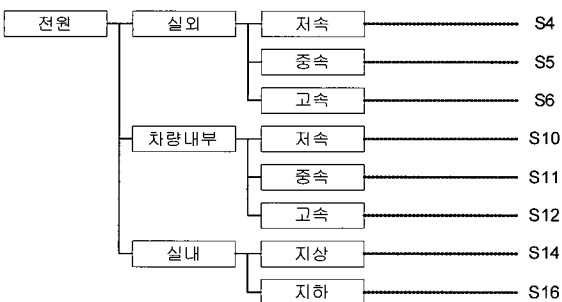 전원 실외 저속 S4
중속 S5
고속 S6
차량내부 저속 S10
중속 S11
고속 S12
실내 지상 S14
지하 S16